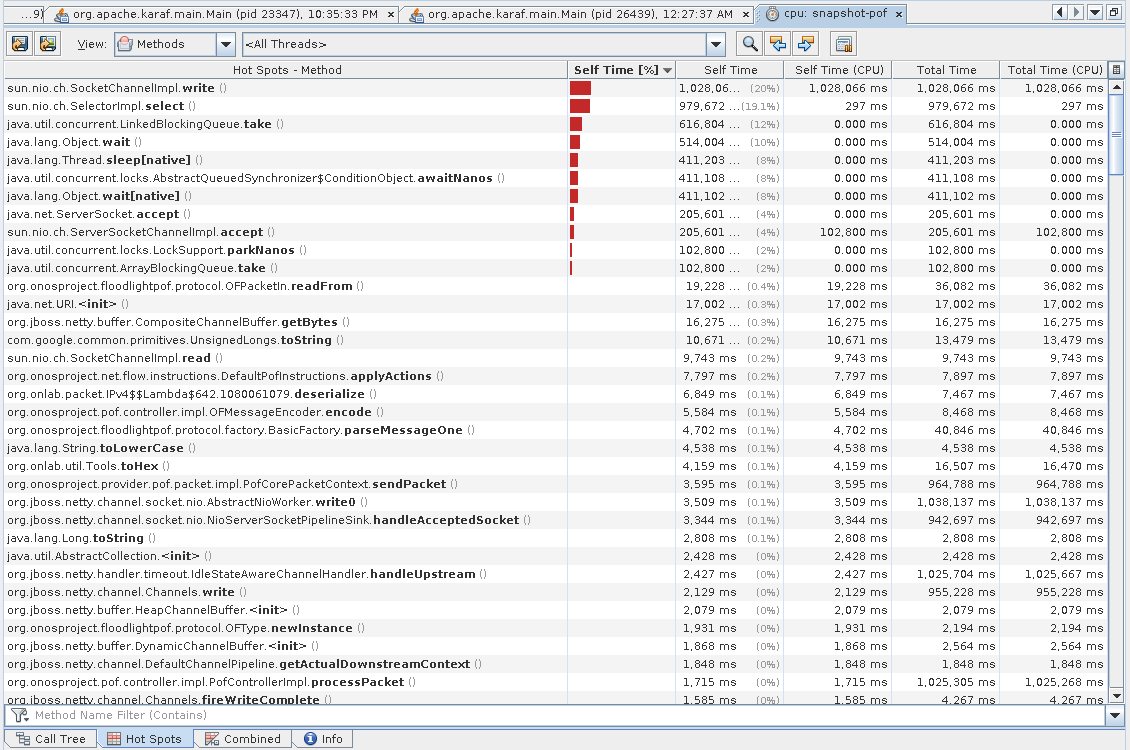 ...9) org.apache.karaf.main.Main (pid 23347), 10:35:33 PM × org.apache.karaf.main.Main (pid 26439), 12:27:37 AM × cpu: snapshot-pof ×
View: Methods <All Threads>
Hot Spots - Method Self Time [%] Self Time Self Time (CPU) Total Time Total Time (CPU)
sun.nio.ch.SocketChannelImpl.write () 1,028,06... (20%) 1,028,066 ms 1,028,066 ms 1,028,066 ms
sun.nio.ch.SelectorImpl.select () 979,672 ...(19.1%) 297 ms 979,672 ms 297 ms
java.util.concurrent.LinkedBlockingQueue.take () 616,804 ... (12%) 0.000 ms 616,804 ms 0.000 ms
java.lang.Object.wait () 514,004 ... (10%) 0.000 ms 514,004 ms 0.000 ms
java.lang.Thread.sleep[native] () 411,203 ... (8%) 0.000 ms 411,203 ms 0.000 ms
java.util.concurrent.locks.AbstractQueuedSynchronizer$ConditionObject.awaitNanos () 411,108 ... (8%) 0.000 ms 411,108 ms 0.000 ms
java.lang.Object.wait[native] () 411,102 ... (8%) 0.000 ms 411,102 ms 0.000 ms
java.net.ServerSocket.accept () 205,601 ... (4%) 0.000 ms 205,601 ms 0.000 ms
sun.nio.ch.ServerSocketChannelImpl.accept () 205,601 ... (4%) 102,800 ms 205,601 ms 102,800 ms
java.util.concurrent.locks.LockSupport.parkNanos () 102,800 ... (2%) 0.000 ms 102,800 ms 0.000 ms
java.util.concurrent.ArrayBlockingQueue.take () 102,800 ... (2%) 0.000 ms 102,800 ms 0.000 ms
org.onosproject.floodlightpof.protocol.OFPacketIn.readFrom () 19,228 ... (0.4%) 19,228 ms 36,082 ms 36,082 ms
java.net.URI.<init> () 17,002 ... (0.3%) 17,002 ms 17,002 ms 17,002 ms
org.jboss.netty.buffer.CompositeChannelBuffer.getBytes () 16,275 ... (0.3%) 16,275 ms 16,275 ms 16,275 ms
com.google.common.primitives.UnsignedLongs.toString () 10,671 ... (0.2%) 10,671 ms 13,479 ms 13,479 ms
sun.nio.ch.SocketChannelImpl.read () 9,743 ms (0.2%) 9,743 ms 9,743 ms 9,743 ms
org.onosproject.net.flow.instructions.DefaultPofInstructions.applyActions () 7,797 ms (0.2%) 7,797 ms 7,897 ms 7,897 ms
org.onlab.packet.IPv4$$Lambda$642.1080061079.deserialize () 6,849 ms (0.1%) 6,849 ms 7,467 ms 7,467 ms
org.onosproject.pof.controller.impl.OFMessageEncoder.encode () 5,584 ms (0.1%) 5,584 ms 8,468 ms 8,468 ms
org.onosproject.floodlightpof.protocol.factory.BasicFactory.parseMessageOne () 4,702 ms (0.1%) 4,702 ms 40,846 ms 40,846 ms
java.lang.String.toLowerCase () 4,538 ms (0.1%) 4,538 ms 4,538 ms 4,538 ms
org.onlab.util.Tools.toHex () 4,159 ms (0.1%) 4,159 ms 16,507 ms 16,470 ms
org.onosproject.provider.pof.packet.impl.PofCorePacketContext.sendPacket () 3,595 ms (0.1%) 3,595 ms 964,788 ms 964,788 ms
org.jboss.netty.channel.socket.nio.AbstractNioWorker.write0 () 3,509 ms (0.1%) 3,509 ms 1,038,137 ms 1,038,137 ms
org.jboss.netty.channel.socket.nio.NioServerSocketPipelineSink.handleAcceptedSocket () 3,344 ms (0.1%) 3,344 ms 942,697 ms 942,697 ms
java.lang.Long.toString () 2,808 ms (0.1%) 2,808 ms 2,808 ms 2,808 ms
java.util.AbstractCollection.<init> () 2,428 ms (0%) 2,428 ms 2,428 ms 2,428 ms
org.jboss.netty.handler.timeout.IdleStateAwareChannelHandler.handleUpstream () 2,427 ms (0%) 2,427 ms 1,025,704 ms 1,025,667 ms
org.jboss.netty.channel.Channels.write () 2,129 ms (0%) 2,129 ms 955,228 ms 955,228 ms
org.jboss.netty.buffer.HeapChannelBuffer.<init> () 2,079 ms (0%) 2,079 ms 2,079 ms 2,079 ms
org.onosproject.floodlightpof.protocol.OFType.newInstance () 1,931 ms (0%) 1,931 ms 2,194 ms 2,194 ms
org.jboss.netty.buffer.DynamicChannelBuffer.<init> () 1,868 ms (0%) 1,868 ms 2,564 ms 2,564 ms
org.jboss.netty.channel.DefaultChannelPipeline.getActualDownstreamContext () 1,848 ms (0%) 1,848 ms 1,848 ms 1,848 ms
org.onosproject.pof.controller.impl.PofControllerImpl.processPacket () 1,715 ms (0%) 1,715 ms 1,025,305 ms 1,025,268 ms
org.jboss.netty.channel.Channels.fireWriteComplete () 1,585 ms (0%) 1,585 ms 4,267 ms 4,267 ms
Method Name Filter (Contains)
Call Tree Hot Spots Combined Info